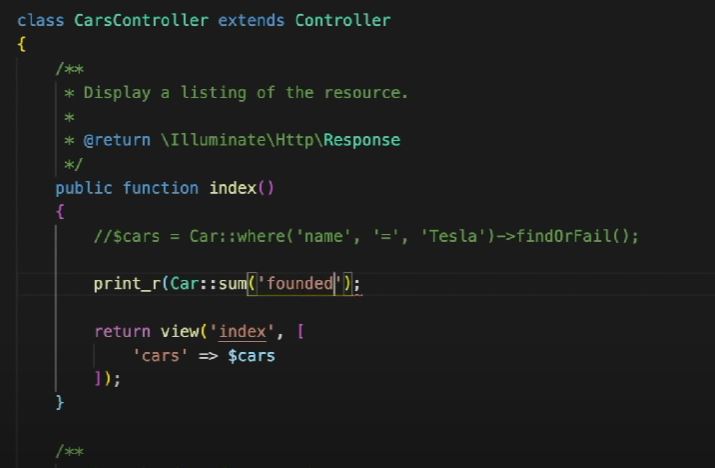 class CarsController extends Controller
{
    /**
     * Display a listing of the resource.
     *
     * @return \Illuminate\Http\Response
     */
    public function index()
    {
        //$cars = Car::where('name', '=', 'Tesla')->findOrFail();
        print_r(Car::sum('founded');
        return view('index', [
            'cars' => $cars
        ]);
    }
    /**